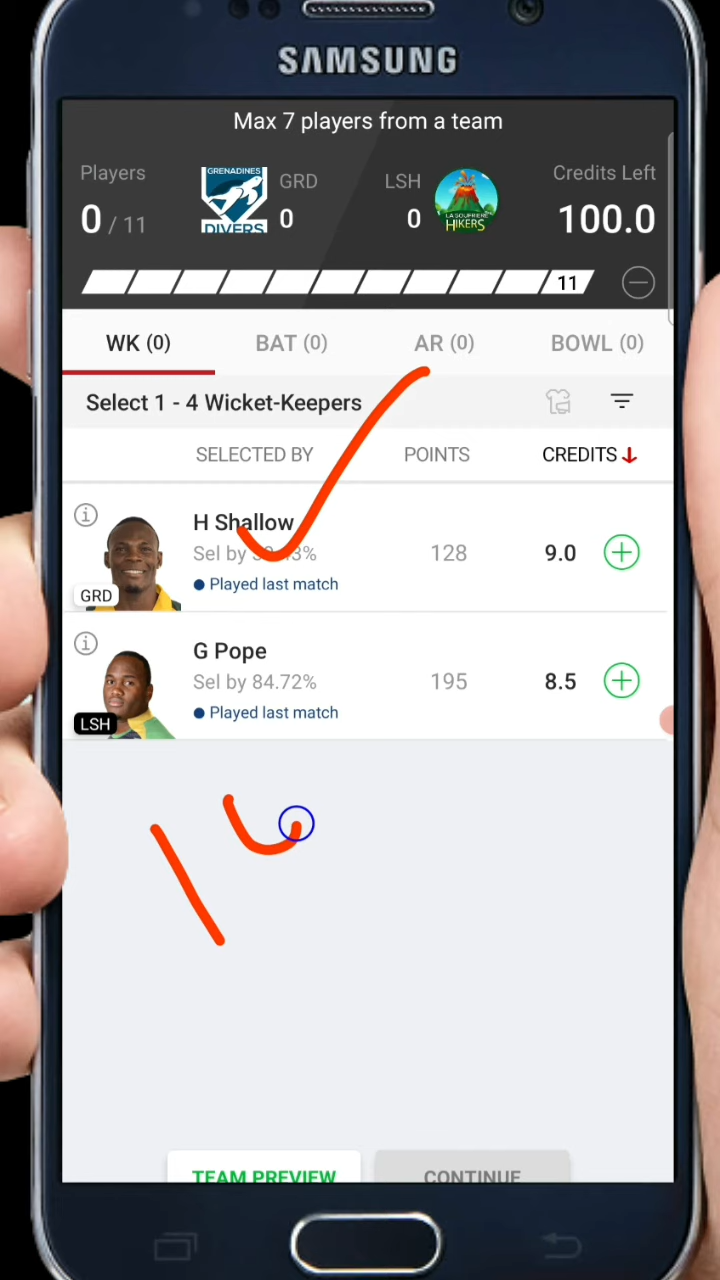 SAMSUNG
Max 7 players from a team
Players
GRENADINES
DIVERS
GRD
LSH
LA SOUFRIERE
HIKERS
Credits Left
0 / 11
0
0
100.0
11
WK (0)
BAT (0)
AR (0)
BOWL (0)
Select 1 - 4 Wicket-Keepers
SELECTED BY
POINTS
CREDITS
H Shallow
Sel by
128
9.0
Played last match
GRD
G Pope
Sel by 84.72%
195
8.5
Played last match
LSH
TEAM PREVIEW
CONTINUE